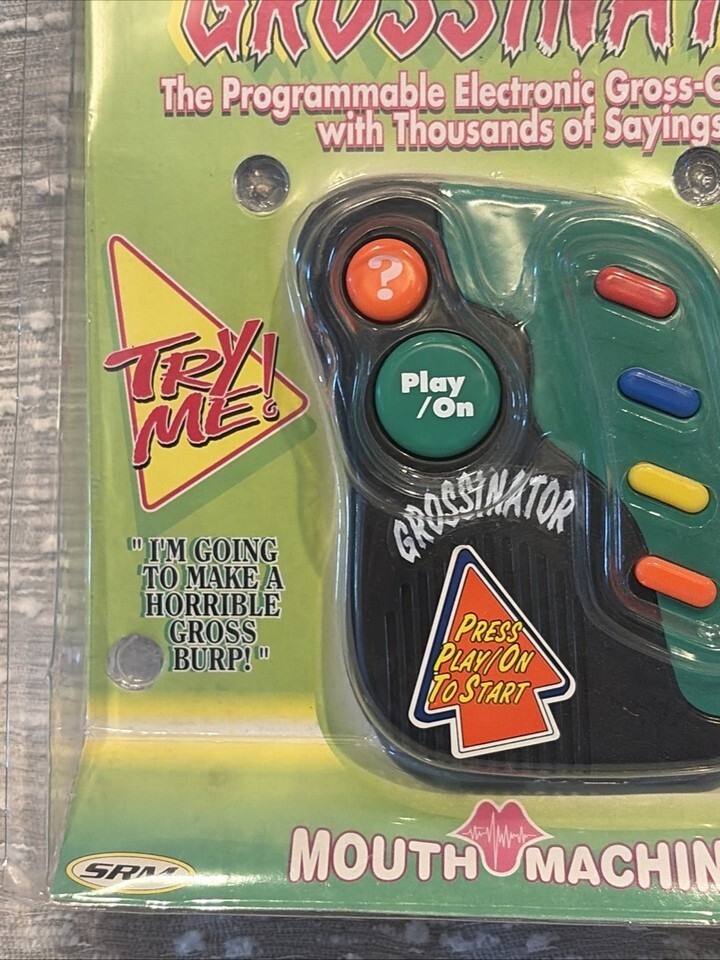 GROSSINAT
The Programmable Electronic Gross-
with Thousands of Sayings
?
Play
/On
TRY
ME!
GROSSINATOR
" I'M GOING
TO MAKE A
HORRIBLE
GROSS
BURP! "
PRESS
PLAY/ON
TO START
MOUTH MACHIN
SRM